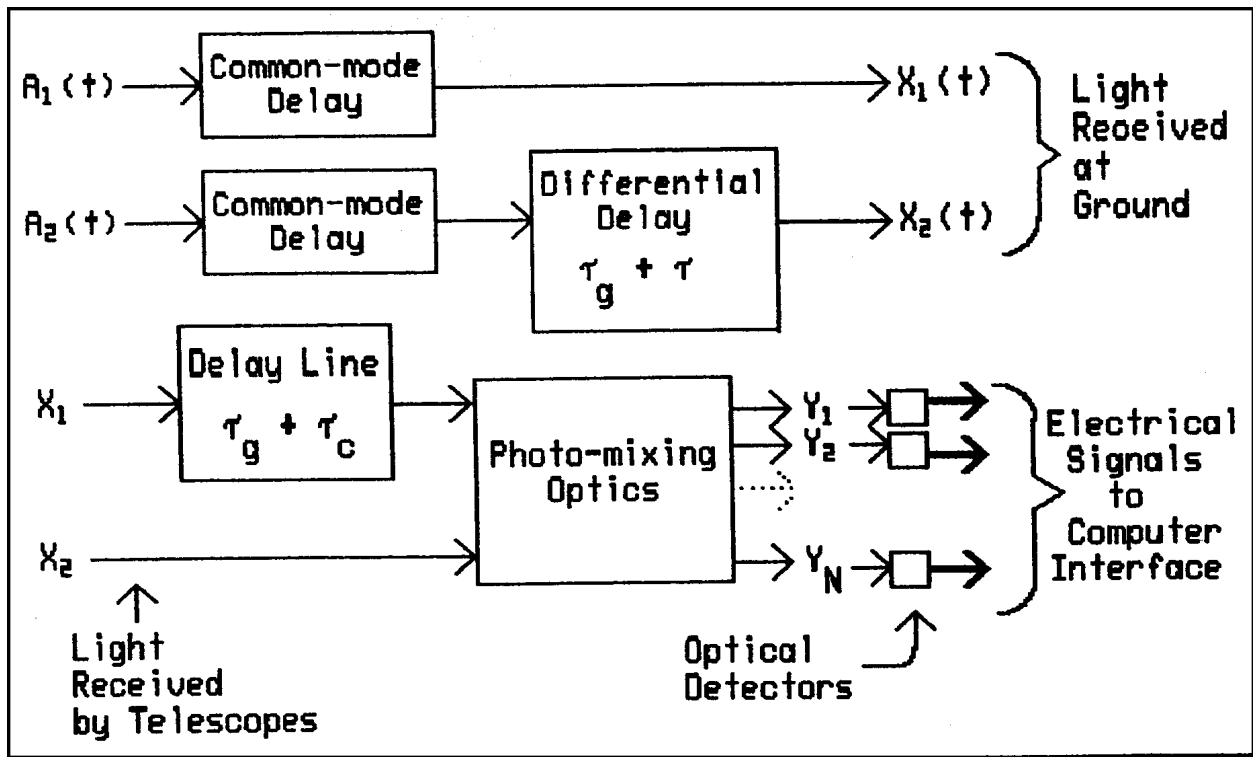 A₁(t)
Common-mode
Delay
X₁(t)
Light
Received
at
Ground
A₂(t)
Common-mode
Delay
Differential
Delay
τg + τ
X₂(t)
X₁
Delay Line
τg + τc
Photo-mixing
Optics
Y₁
Y₂
Electrical
Signals
to
Computer
Interface
X₂
Y_N
Light
Received
by Telescopes
Optical
Detectors